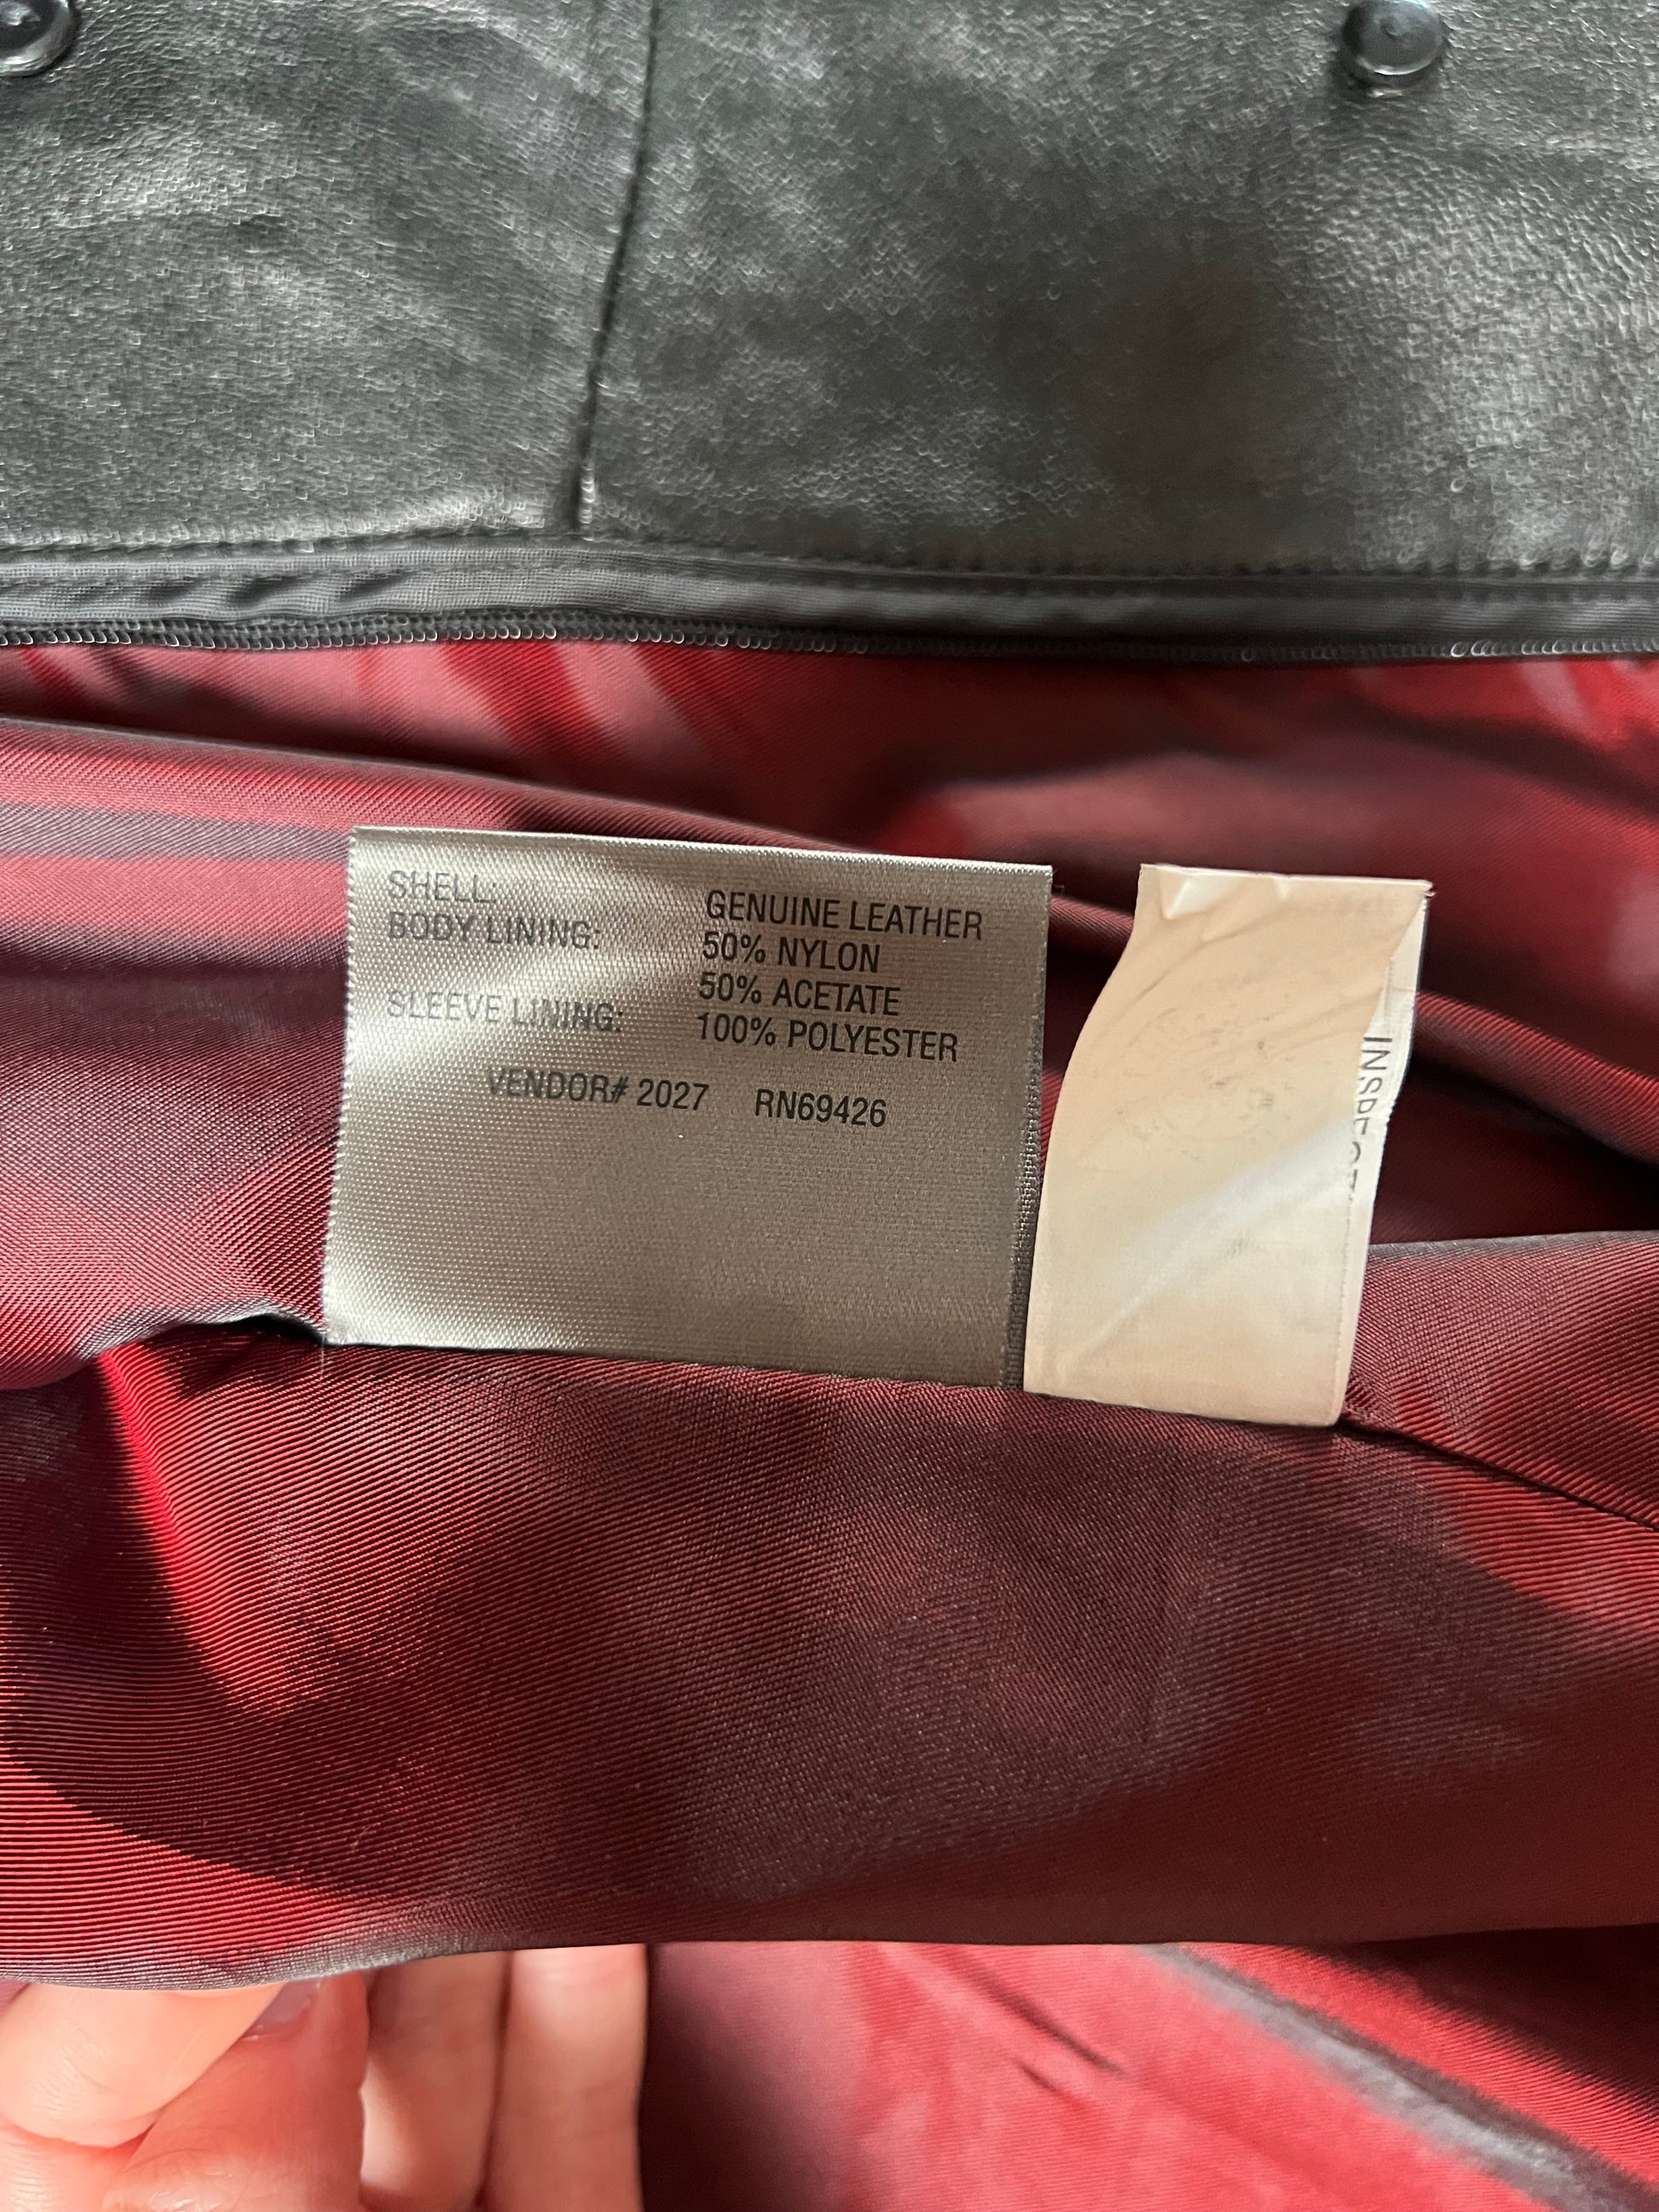 SHELL: GENUINE LEATHER
BODY LINING: 50% NYLON
50% ACETATE
SLEEVE LINING: 100% POLYESTER
VENDOR# 2027 RN69426